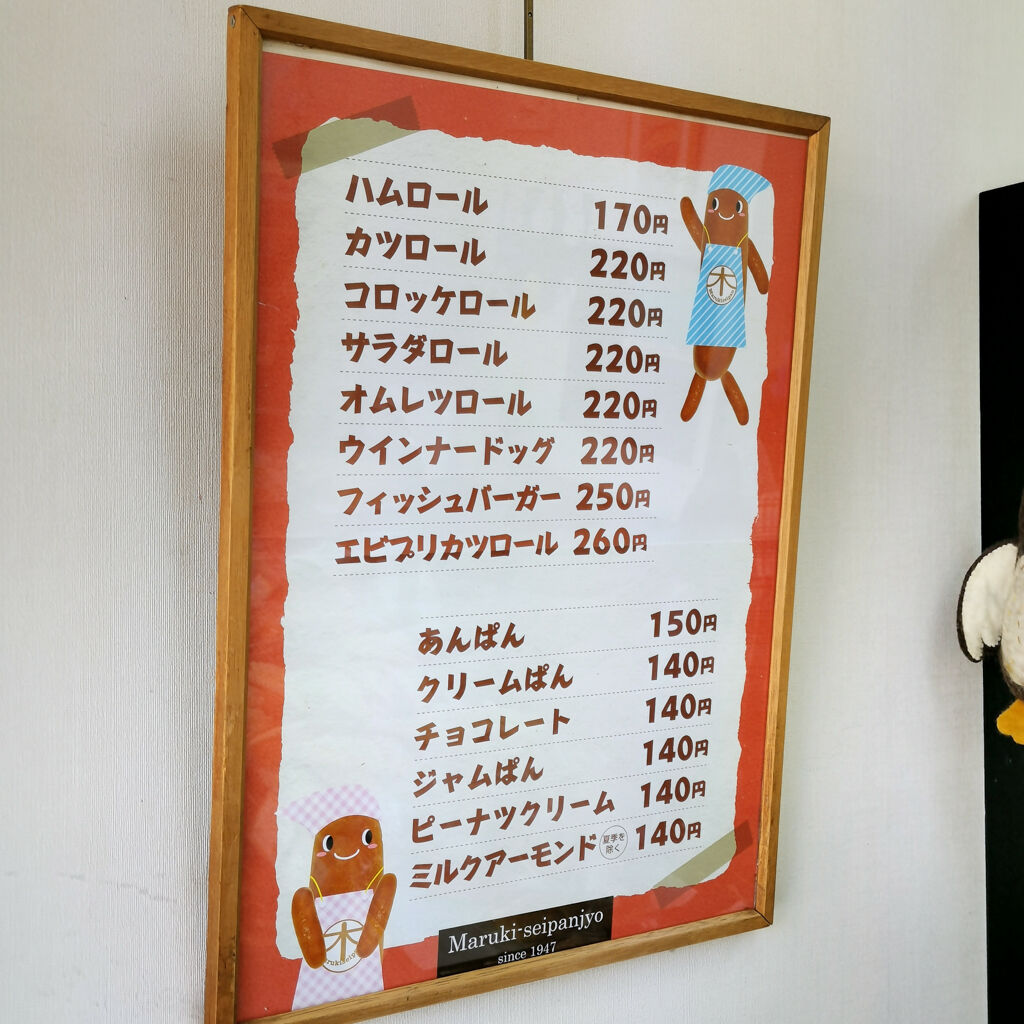 ハムロール 170円
カツロール 220円
コロッケロール 220円
サラダロール 220円
オムレツロール 220円
ウインナードッグ 220円
フィッシュバーガー 250円
エビプリカツロール 260円
あんぱん 150円
クリームぱん 140円
チョコレート 140円
ジャムぱん 140円
ピーナツクリーム 140円
ミルクアーモンド 夏季を除く 140円
Maruki-seipanjyo
since 1947
木
木